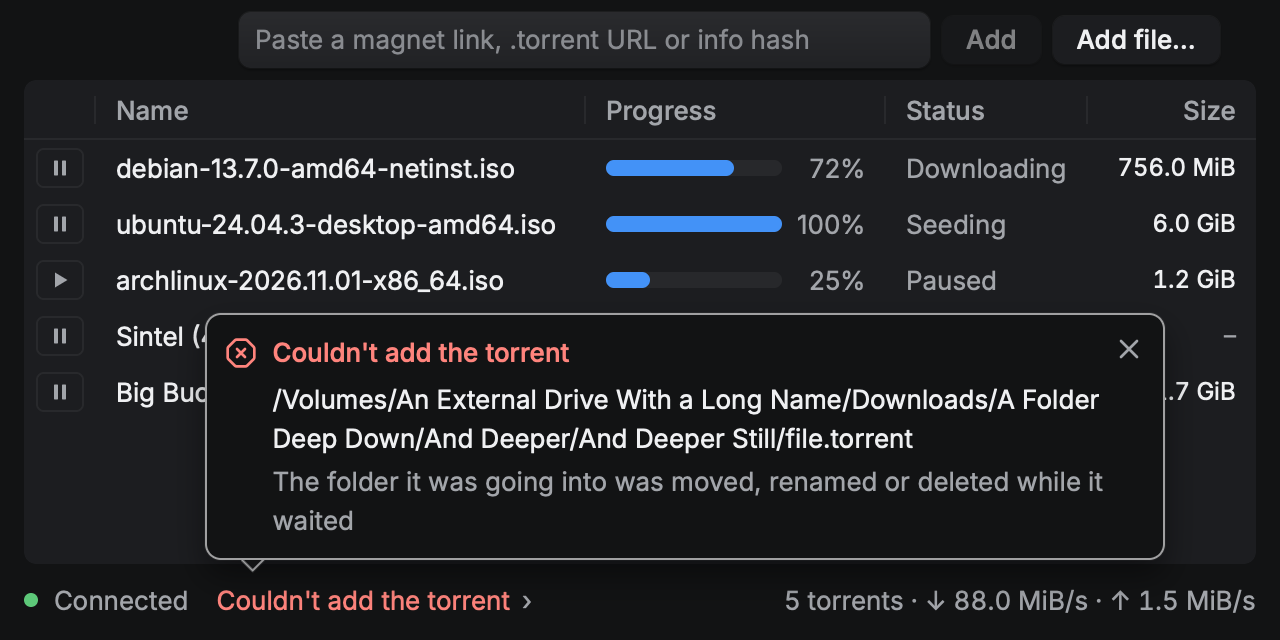 Paste a magnet link, .torrent URL or info hash
Add
Add file...
Name Progress Status Size
debian-13.7.0-amd64-netinst.iso 72% Downloading 756.0 MiB
ubuntu-24.04.3-desktop-amd64.iso 100% Seeding 6.0 GiB
archlinux-2026.11.01-x86_64.iso 25% Paused 1.2 GiB
Sintel –
Big .7 GiB
Couldn't add the torrent
/Volumes/An External Drive With a Long Name/Downloads/A Folder
Deep Down/And Deeper/And Deeper Still/file.torrent
The folder it was going into was moved, renamed or deleted while it
waited
Connected Couldn't add the torrent › 5 torrents · ↓ 88.0 MiB/s · ↑ 1.5 MiB/s